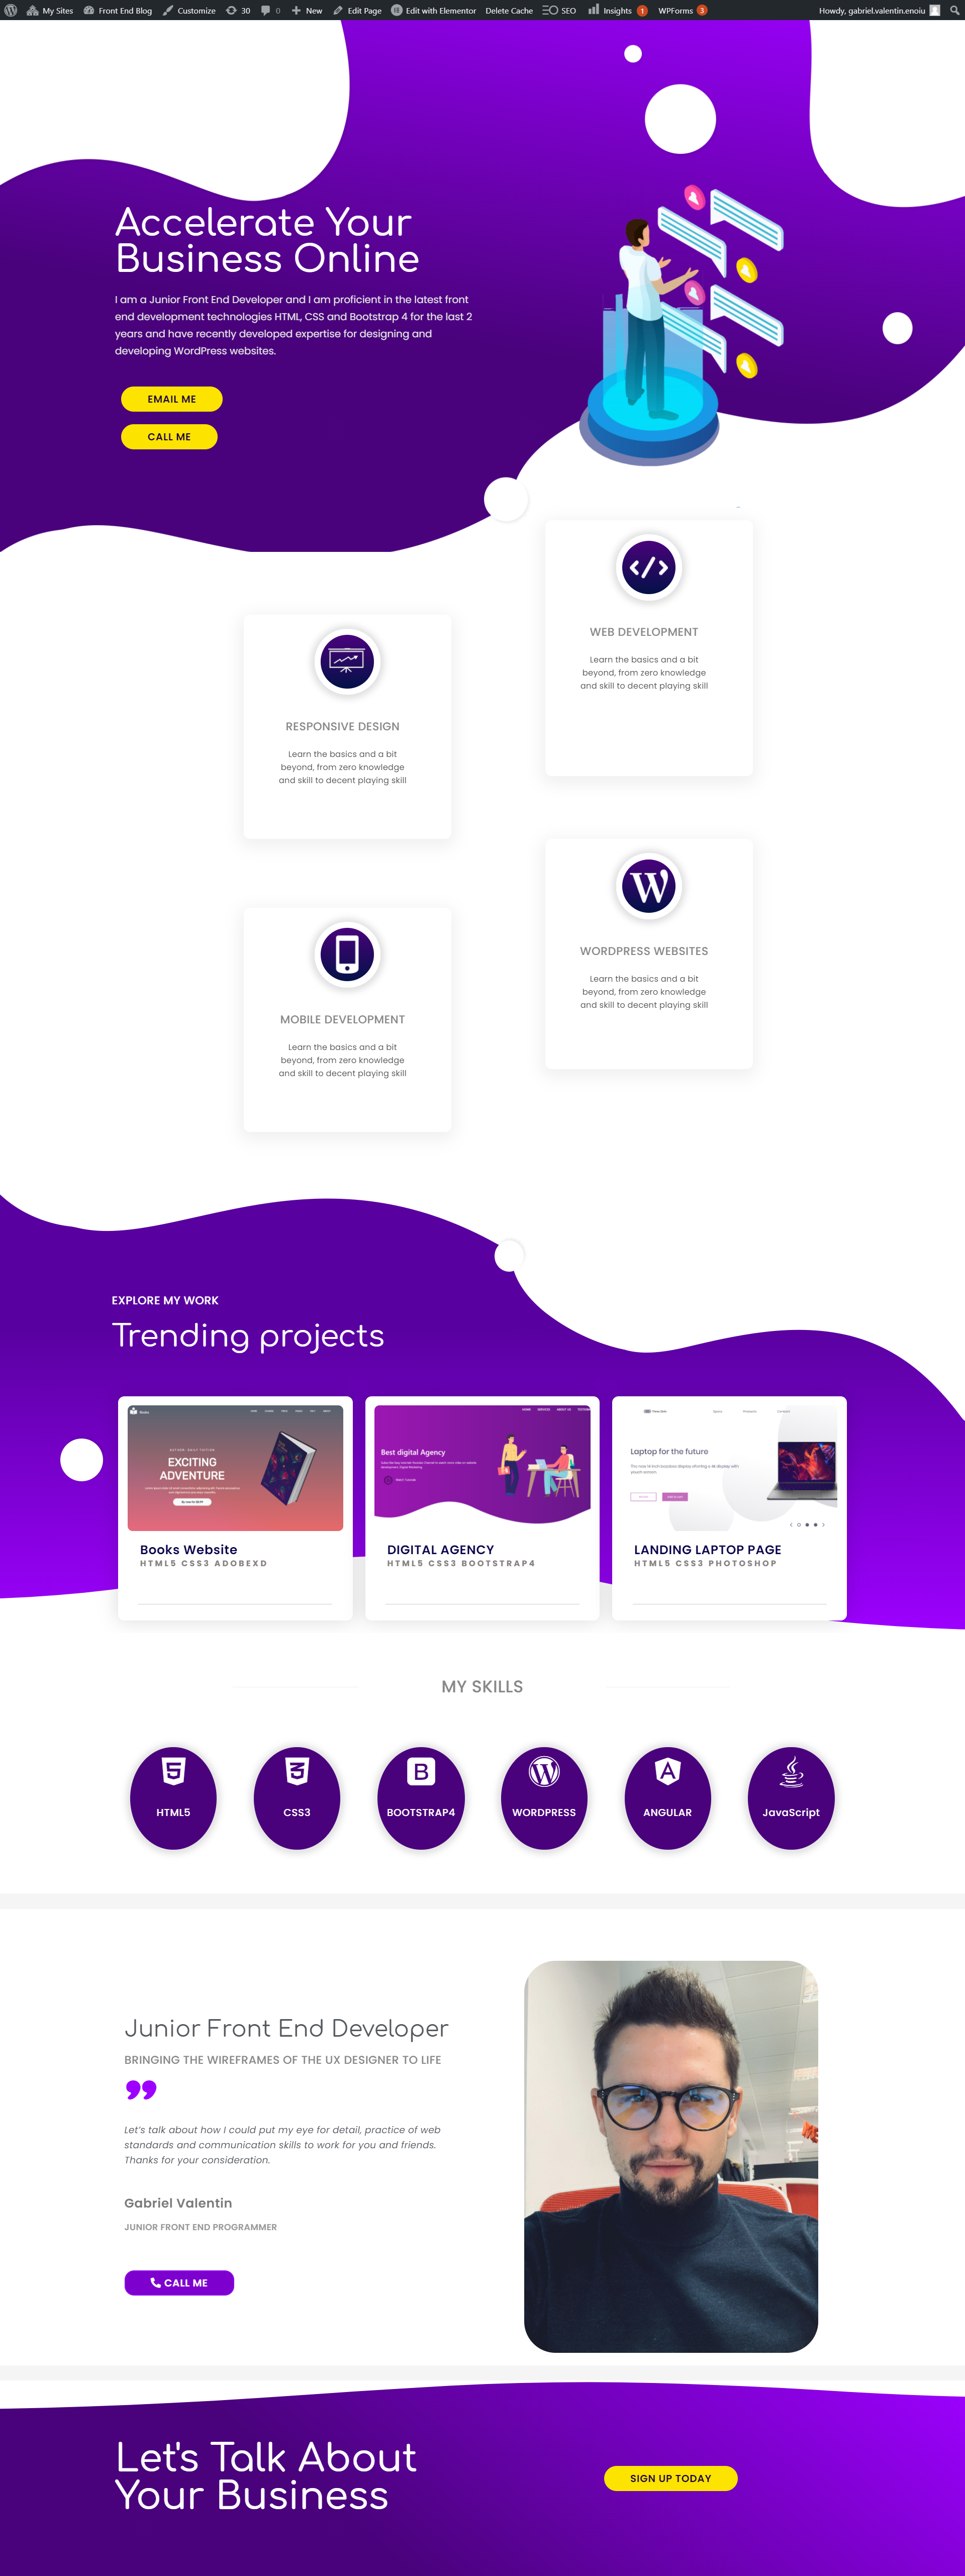 My Sites Front End Blog Customize 30 0 New Edit Page Edit with Elementor Delete Cache SEO Insights 1 WPForms 3 Howdy, gabriel.valentin.enoiu
Accelerate Your
Business Online
I am a Junior Front End Developer and I am proficient in the latest front
end development technologies HTML, CSS and Bootstrap 4 for the last 2
years and have recently developed expertise for designing and
developing WordPress websites.
EMAIL ME
CALL ME
WEB DEVELOPMENT
Learn the basics and a bit
beyond, from zero knowledge
and skill to decent playing skill
RESPONSIVE DESIGN
Learn the basics and a bit
beyond, from zero knowledge
and skill to decent playing skill
WORDPRESS WEBSITES
Learn the basics and a bit
beyond, from zero knowledge
and skill to decent playing skill
MOBILE DEVELOPMENT
Learn the basics and a bit
beyond, from zero knowledge
and skill to decent playing skill
EXPLORE MY WORK
Trending projects
Books
EXCITING
ADVENTURE
Books Website
HTML5 CSS3 ADOBEXD
HOME SERVICES ABOUT US
Best digital Agency
DIGITAL AGENCY
HTML5 CSS3 BOOTSTRAP4
Laptop for the future
LANDING LAPTOP PAGE
HTML5 CSS3 PHOTOSHOP
MY SKILLS
HTML5
CSS3
BOOTSTRAP4
WORDPRESS
ANGULAR
JavaScript
Junior Front End Developer
BRINGING THE WIREFRAMES OF THE UX DESIGNER TO LIFE
Let's talk about how I could put my eye for detail, practice of web
standards and communication skills to work for you and friends.
Thanks for your consideration.
Gabriel Valentin
JUNIOR FRONT END PROGRAMMER
CALL ME
Let's Talk About
Your Business
SIGN UP TODAY